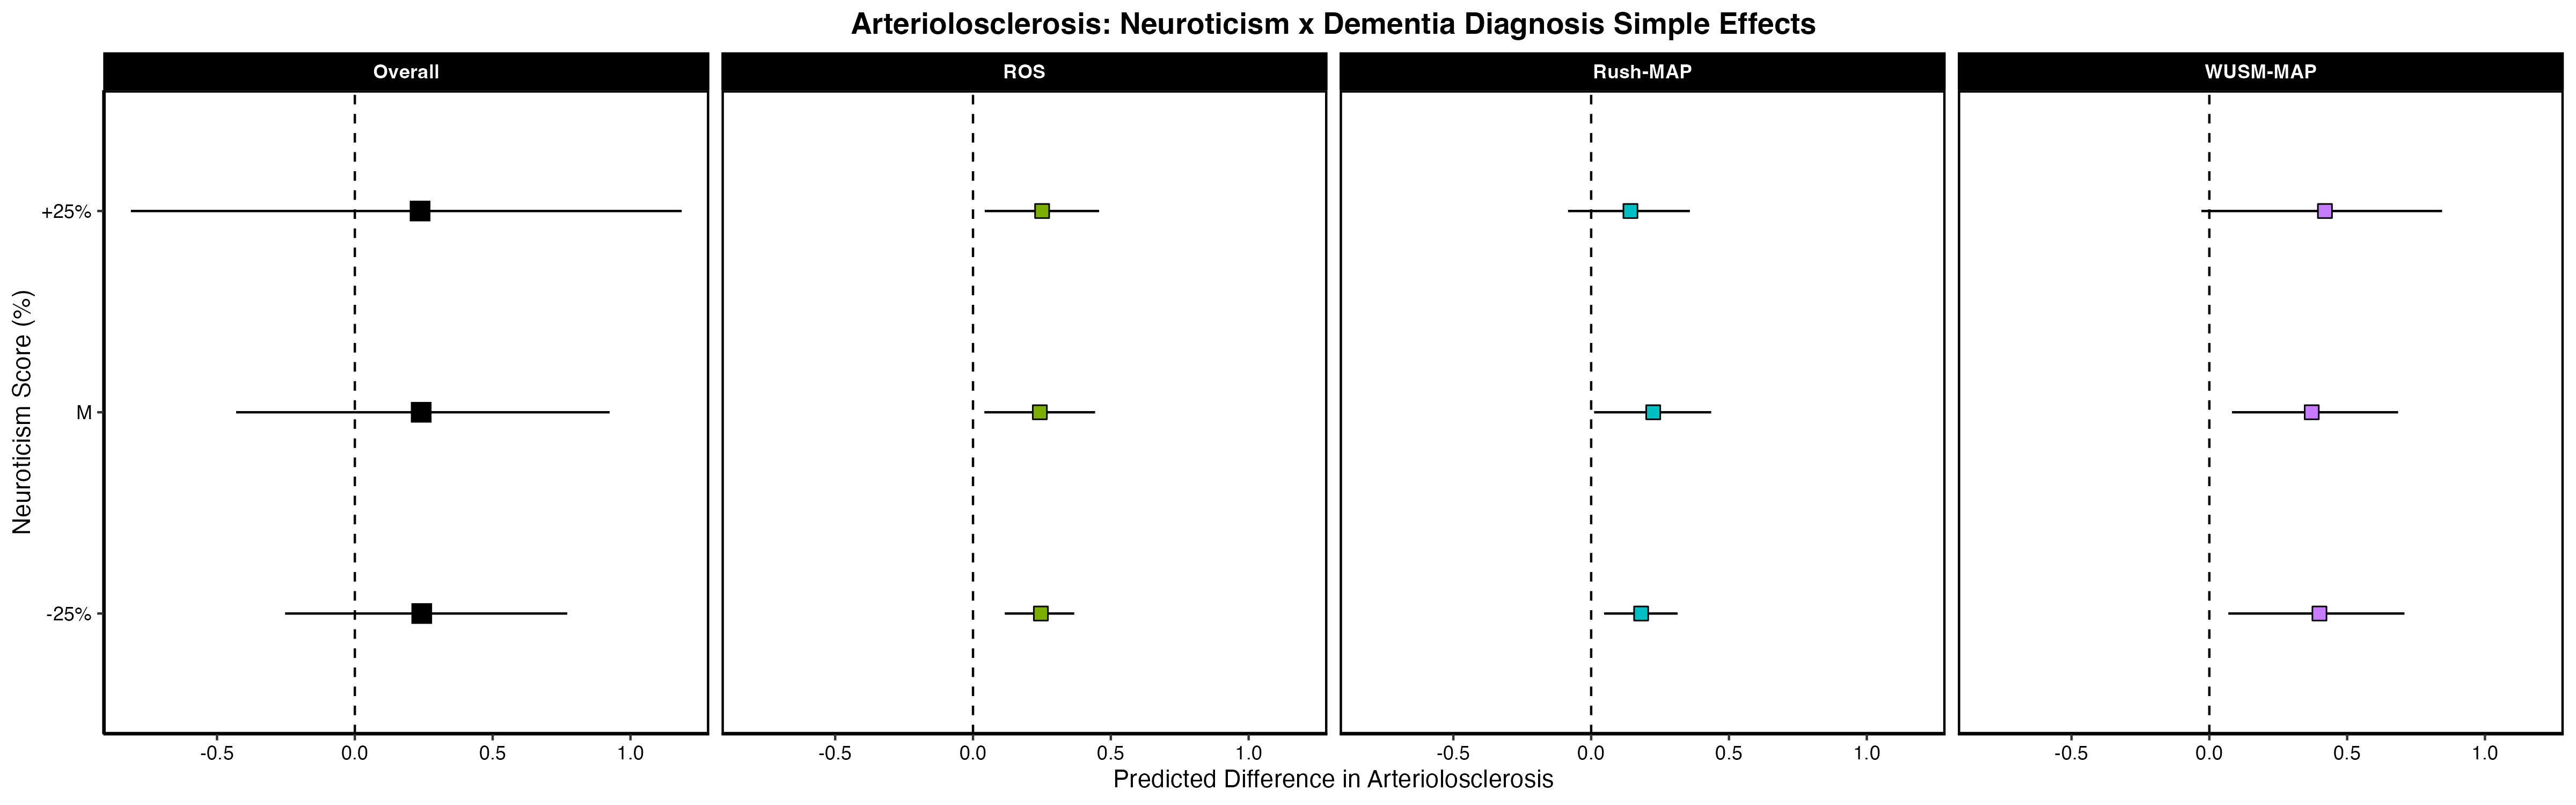 Arteriolosclerosis: Neuroticism x Dementia Diagnosis Simple Effects
Overall
ROS
Rush-MAP
WUSM-MAP
Neuroticism Score (%)
+25%
M
-25%
-0.5 0.0 0.5 1.0
-0.5 0.0 0.5 1.0
-0.5 0.0 0.5 1.0
-0.5 0.0 0.5 1.0
Predicted Difference in Arteriolosclerosis